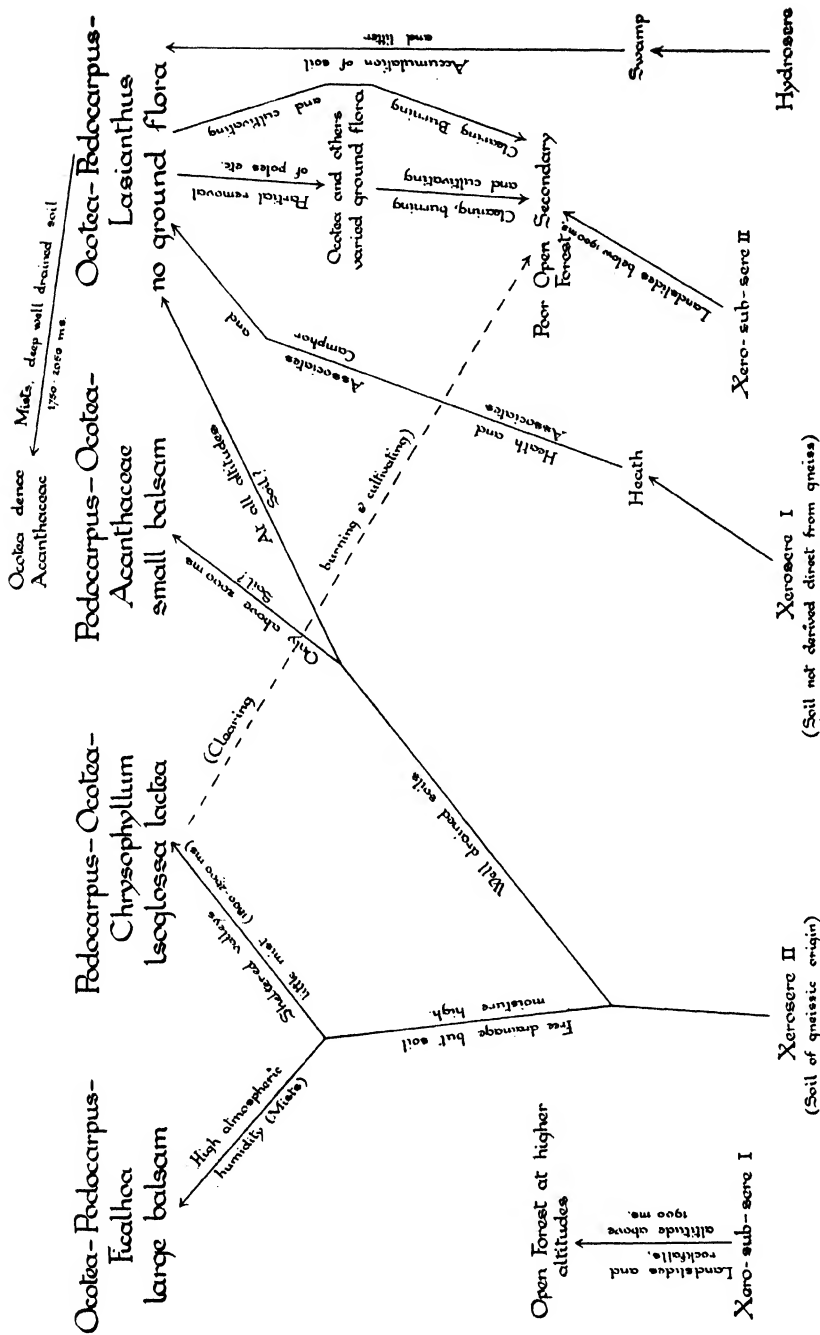 Ocotea-Podocarpus-
Ficalhoa
large balsam
Podocarpus-Ocotea-
Chrysophyllum
Isoglossa lactea
Podocarpus-Ocotea-
Acanthaceae
small balsam
Ocotea dence
Acanthaceae
Mists, deep well drained soil
1750-2050 ms.
Ocotea-Podocarpus-
Lasianthus
no ground flora
High atmospheric
humidity (Mists)
Sheltered valleys
little mist (1800-2000 ms)
Only above 2000 ms
Soil?
At all altitudes
Soil?
Associates and
Camphor
Partial removal
of poles etc.
and cultivating
Clearing Burning
Accumulation of soil
and litter
Ocotea and others
varied ground flora
Clearing, burning
and cultivating
(Clearing
burning & cultivating)
Free drainage but soil
moisture high.
Well drained soils
Heath and
Associates
Open Forest at higher
altitudes
Poor Open Secondary
Forest
Swamp
Heath
Landslides and
rockfalls,
altitude above
1900 ms.
Landslides below 1900 ms.
Xero-sub-sere I
Xerosere II
(Soil of gneissic origin)
Xerosere I
(Soil not derived direct from gneiss)
Xero-sub-sere II
Hydrosere